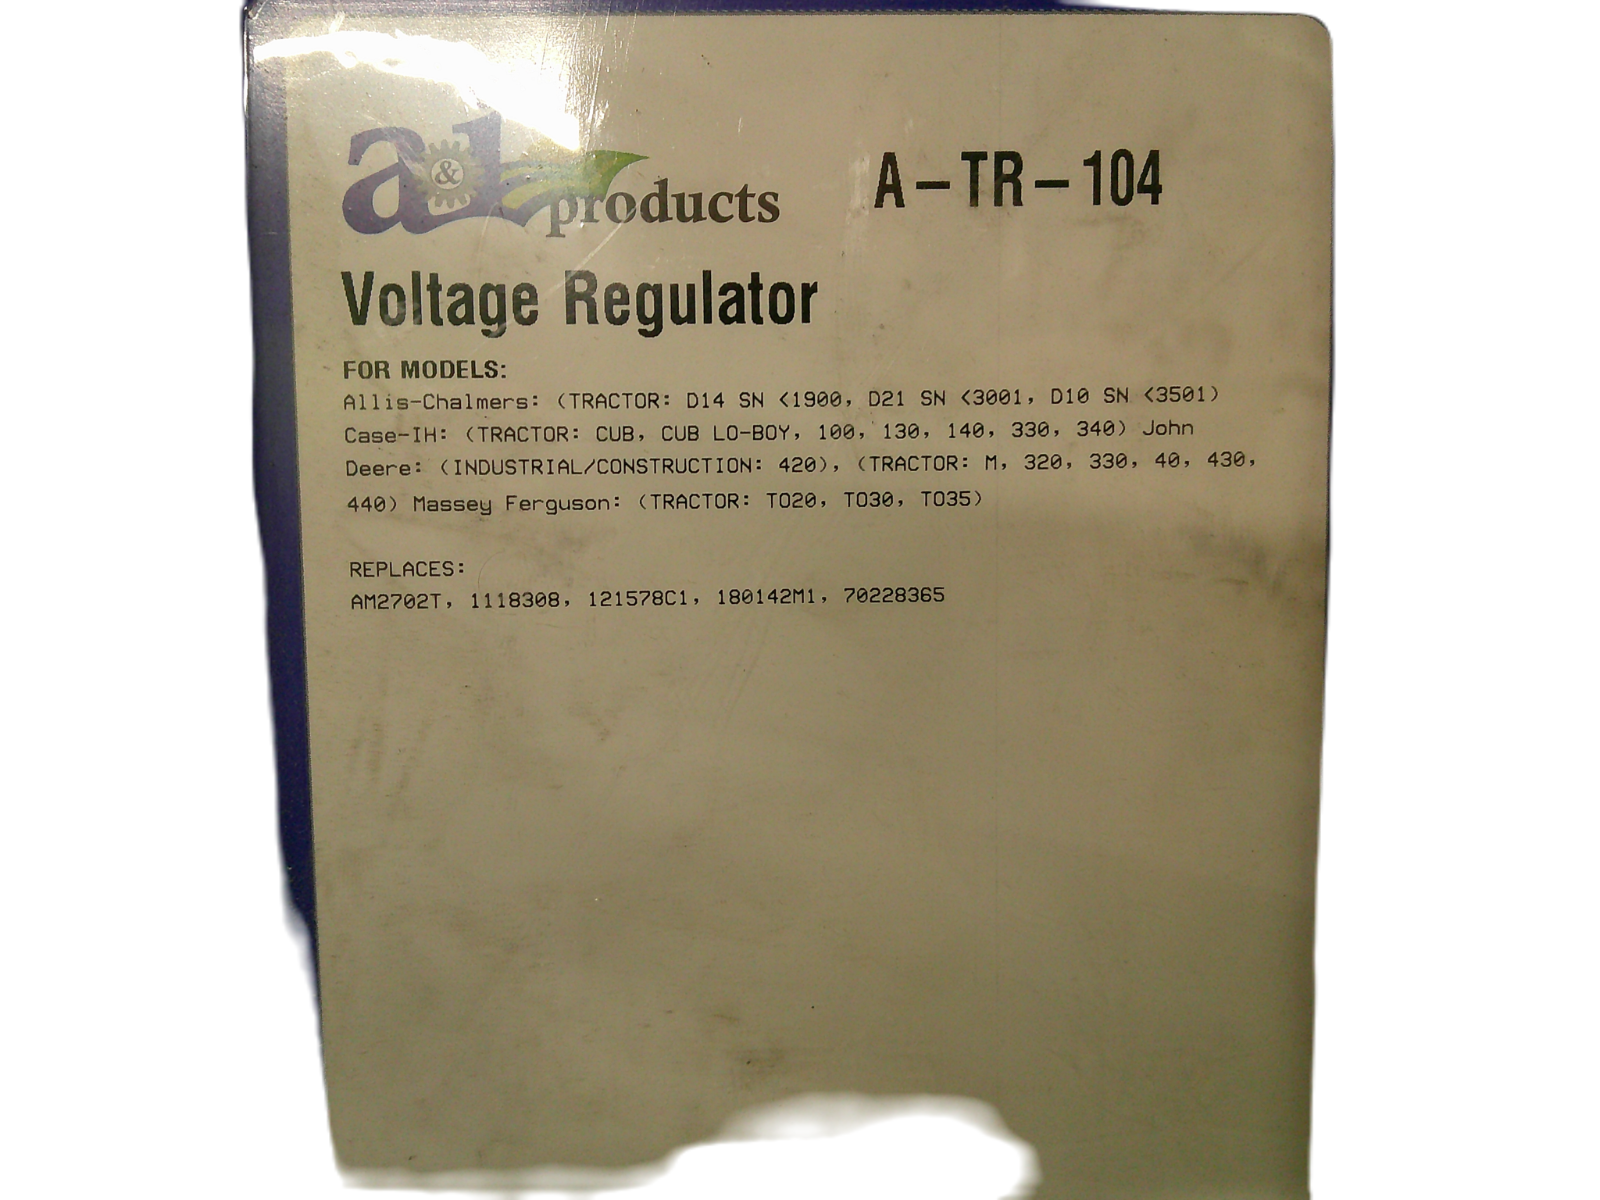 a&l products
A-TR-104
Voltage Regulator
FOR MODELS:
Allis-Chalmers: (TRACTOR: D14 SN <1900, D21 SN <3001, D10 SN <3501)
Case-IH: (TRACTOR: CUB, CUB LO-BOY, 100, 130, 140, 330, 340) John
Deere: (INDUSTRIAL/CONSTRUCTION: 420), (TRACTOR: M, 320, 330, 40, 430,
440) Massey Ferguson: (TRACTOR: TO20, TO30, TO35)
REPLACES:
AM2702T, 1118308, 121578C1, 180142M1, 70228365